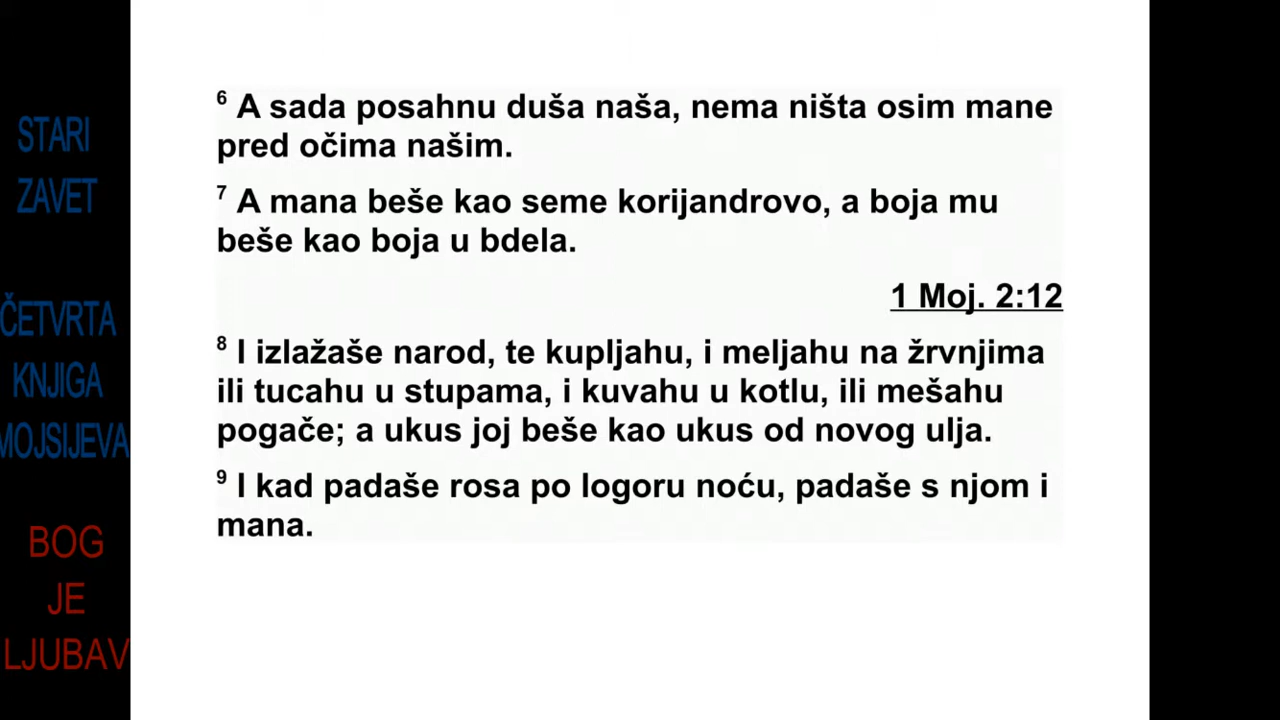 STARI
ZAVET
ČETVRTA
KNJIGA
MOJSIJEVA
BOG
JE
LJUBAV
6 A sada posahnu duša naša, nema ništa osim mane
pred očima našim.
7 A mana beše kao seme korijandrovo, a boja mu
beše kao boja u bdela.
1 Moj. 2:12
8 I izlažaše narod, te kupljahu, i meljahu na žrvnjima
ili tucahu u stupama, i kuvahu u kotlu, ili mešahu
pogače; a ukus joj beše kao ukus od novog ulja.
9 I kad padaše rosa po logoru noću, padaše s njom i
mana.